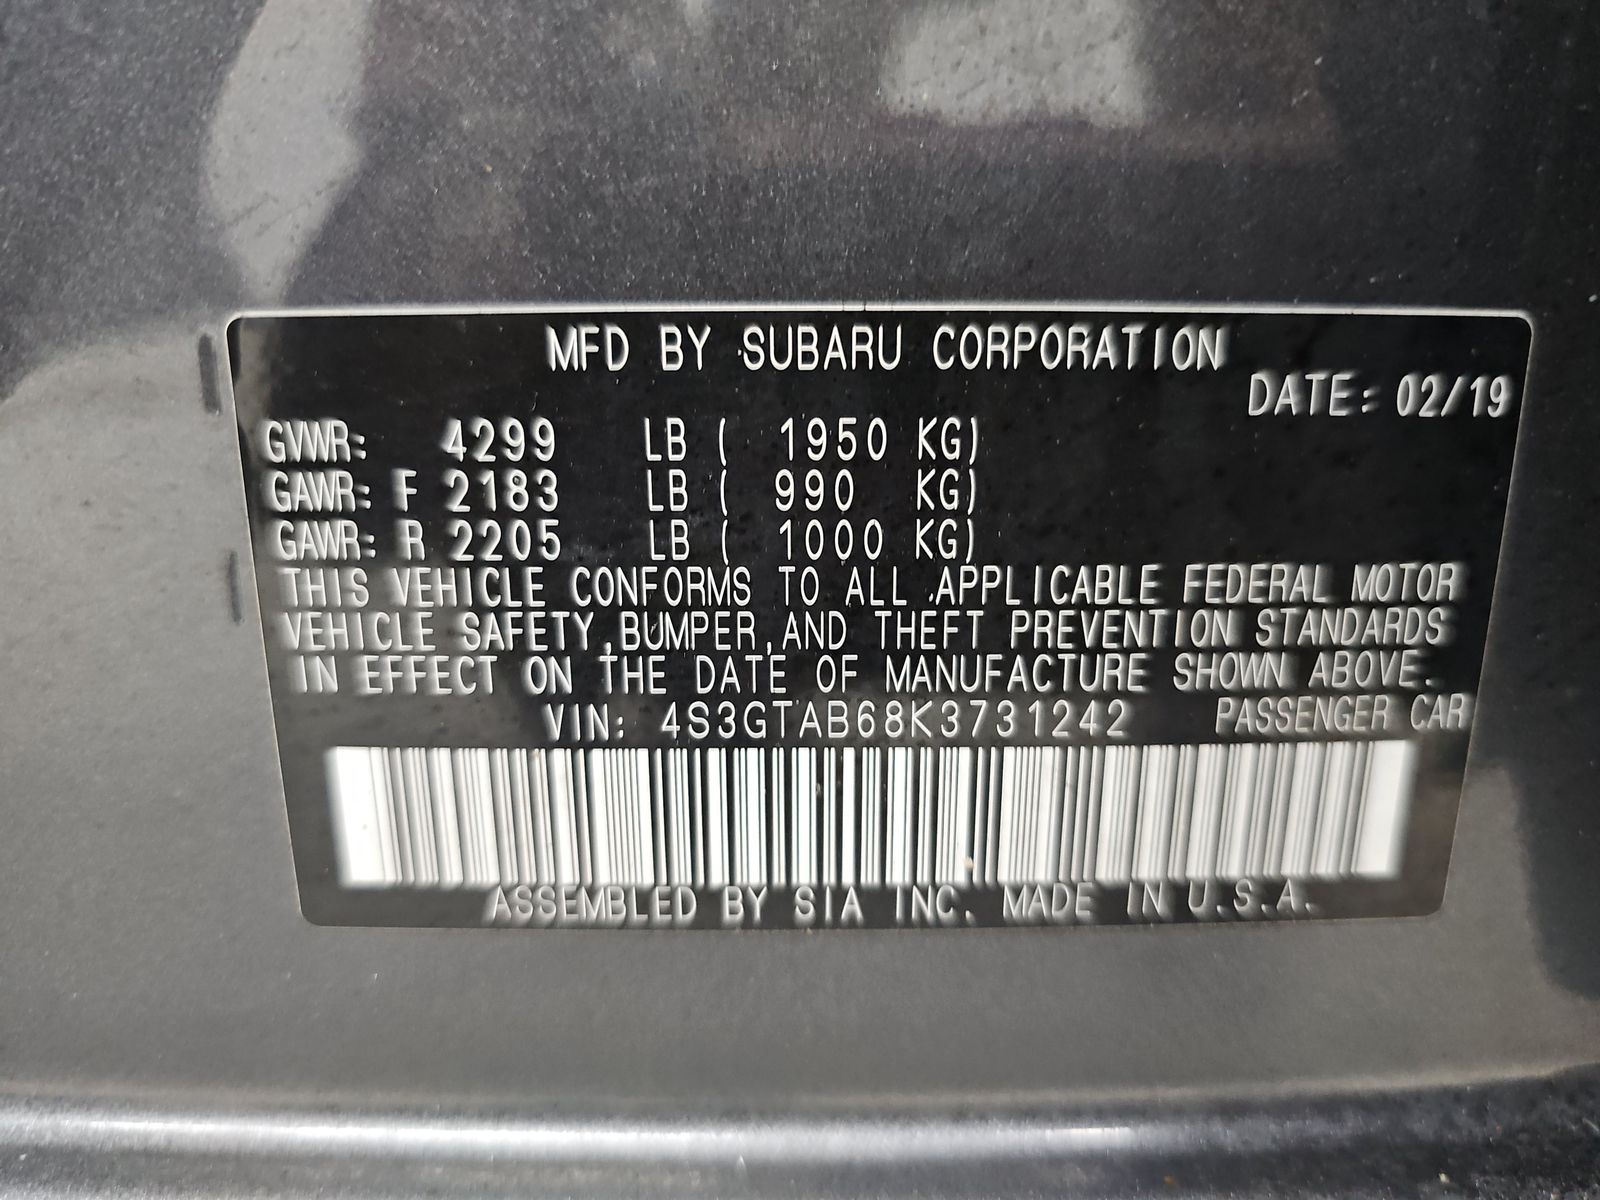 MFD BY SUBARU CORPORATION
DATE: 02/19
GVWR: 4299 LB ( 1950 KG)
GAWR: F 2183 LB ( 990 KG)
GAWR: R 2205 LB ( 1000 KG)
THIS VEHICLE CONFORMS TO ALL APPLICABLE FEDERAL MOTOR
VEHICLE SAFETY,BUMPER,AND THEFT PREVENTION STANDARDS
IN EFFECT ON THE DATE OF MANUFACTURE SHOWN ABOVE.
VIN: 4S3GTAB68K3731242 PASSENGER CAR
ASSEMBLED BY SIA INC. MADE IN U.S.A.